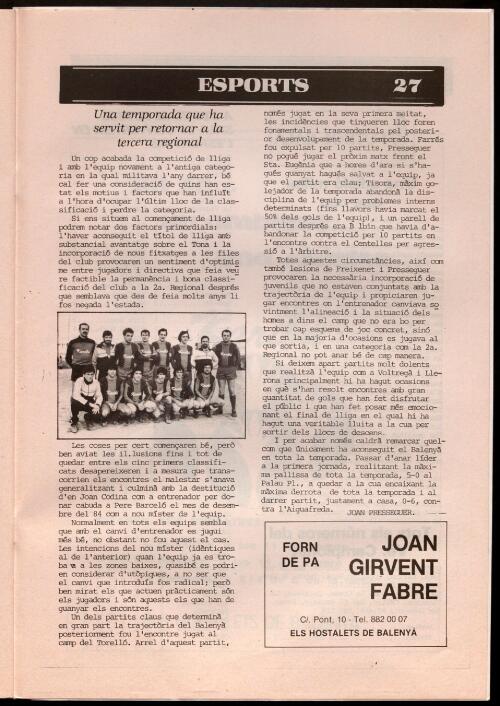 ESPORTS 27
Una temporada que ha
servit per retornar a la
tercera regional
Un cop acabada la competició de lliga
i amb l'equip novament a l'antiga catego-
ria en la qual militava l'any darrer, bé
cal fer una consideració de quins han es-
tat els motius i factors que han influït
a l'hora d'ocupar l'últim lloc de la clas-
sificació i perdre la categoria.
Si ens situem al començament de lliga
podrem notar dos factors primordials:
l'haver aconseguit el títol de lliga amb
substancial avantatge sobre el Tona i la
incorporació de nous fitxatges a les files
del club provocaren un sentiment d'optimis
me entre jugadors i directiva que feia veu
re factible la permanència i bona classi-
ficació del club a la 2a. Regional després
que semblava que des de feia molts anys li
fos negada l'estada.
Les coses per cert començaren bé, però
ben aviat les il.lusions fins i tot de
quedar entre els cinc primers classifi-
cats desapareixeren i a mesura que trans-
corrien els encontres el malestar s'anava
generalitzant i culminà amb la destitució
d'en Joan Codina com a entrenador per do-
nar cabuda a Pere Barceló el mes de desem-
bre del 84 com a nou míster de l'equip.
Normalment en tots els equips sembla
que amb el canvi d'entrenador es jugui
més bé, no obstant no fou aquest el cas.
Les intencions del nou míster (idèntiques
al de l'anterior) quan l'equip ja es tro-
bava a les zones baixes, quasibé es podri-
en considerar d'utòpiques, a no ser que
el canvi que introduís fos radical; però
ben mirat els que actuen pràcticament són
els jugadors i són aquests els que han de
guanyar els encontres.
Un dels partits claus que determinà
en gran part la trajectòria del Balenyà
posteriorment fou l'encontre jugat al
camp del Torelló. Arrel d'aquest partit,
només jugat en la seva primera meitat,
les incidències que tingueren lloc foren
fonamentals i trascendentals pel posteri-
or desenvolupament de la temporada. Farrés
fou expulsat per 10 partits, Presseguer
no pogué jugar el pròxim matx front el
Sta. Eugènia que a hores d'ara si s'ha-
gués guanyat hagués salvat a l'equip, ja
que el partit era clau; Tisora, màxim go-
lejador de la temporada abandonà la dis-
ciplina de l'equip per problemes interns
determinats (fins llavors havia marcat el
50% dels gols de l'equip), i un parell de
partits després era Albin que havia d'a-
bandonar la competició per 10 partits en
l'encontre contra el Centelles per agres-
sió a l'àrbitre.
Totes aquestes circumstàncies, així com
també lesions de Freixenet i Presseguer
provocaren la necessària incorporació de
juvenils que no estaven conjuntats amb la
trajectòria de l'equip i propiciaren ju-
gar encontres on l'entrenador canviava so
vintment l'alineació i la situació dels
homes a dins el camp que no era bo per
trobar cap esquema de joc concret, sinó
que en la majoria d'ocasions es jugava al
que sortia, i en una categoria com la 2a.
Regional no pot anar bé de cap manera.
Si deixem apart partits molt dolents
que realitzà l'equip com a Voltregà i Lle-
rona principalment hi ha hagut ocasions
en què s'han resolt encontres amb gran
quantitat de gols que han fet disfrutar
el públic i que han fet posar més emocio-
nant el final de lliga en el qual hi ha
hagut una veritable lluita a la cua per
sortir dels llocs de descens.
I per acabar només caldrà remarcar quel-
com que únicament ha aconseguit el Balenyà
en tota la temporada. Passar d'anar líder
a la primera jornada, realitzant la màxi-
ma pallissa de tota la temporada, 5-0 al
Palau Pl., a quedar a la cua encaixant la
màxima derrota de tota la temporada i al
darrer partit, justament a casa, 0-6, con-
tra l'Aiguafreda.
JOAN PRESSEGUER.
FORN
DE PA
JOAN
GIRVENT
FABRE
C/. Pont, 10 - Tel. 882 00 07
ELS HOSTALETS DE BALENYÀ